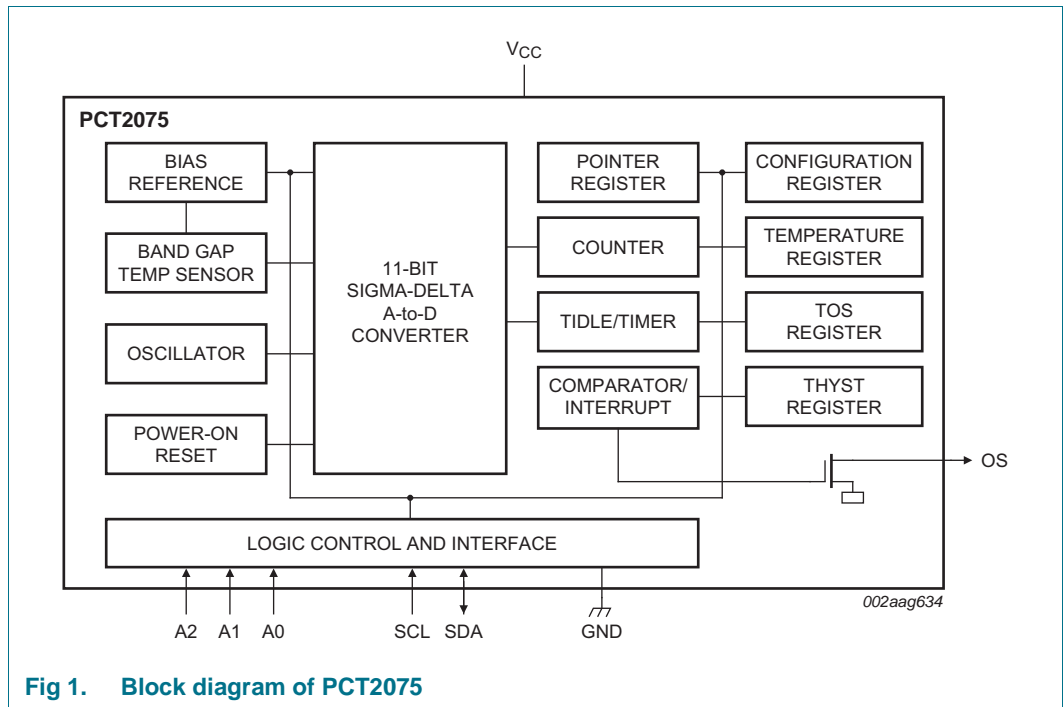 VCC
PCT2075
BIAS
REFERENCE
BAND GAP
TEMP SENSOR
OSCILLATOR
POWER-ON
RESET
11-BIT
SIGMA-DELTA
A-to-D
CONVERTER
POINTER
REGISTER
COUNTER
TIDLE/TIMER
COMPARATOR/
INTERRUPT
CONFIGURATION
REGISTER
TEMPERATURE
REGISTER
TOS
REGISTER
THYST
REGISTER
OS
LOGIC CONTROL AND INTERFACE
002aag634
A2 A1 A0 SCL SDA GND
Fig 1. Block diagram of PCT2075